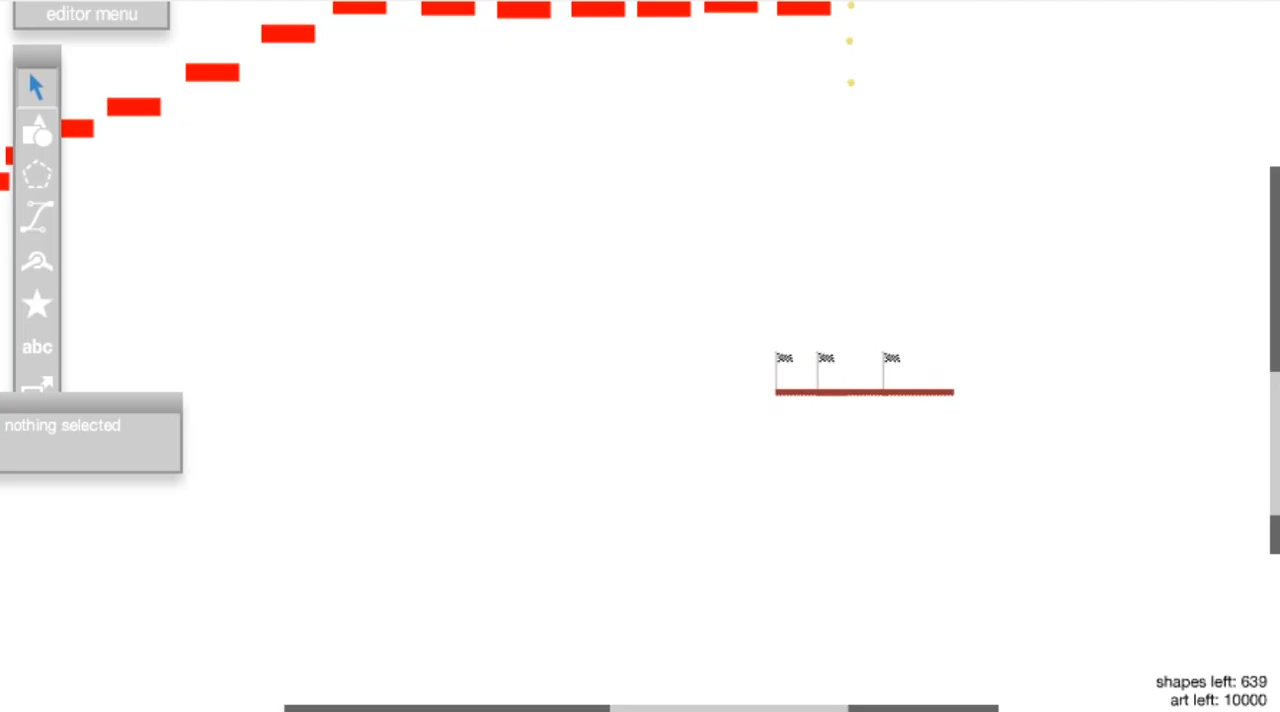 editor menu
abc
nothing selected
shapes left: 639
art left: 10000